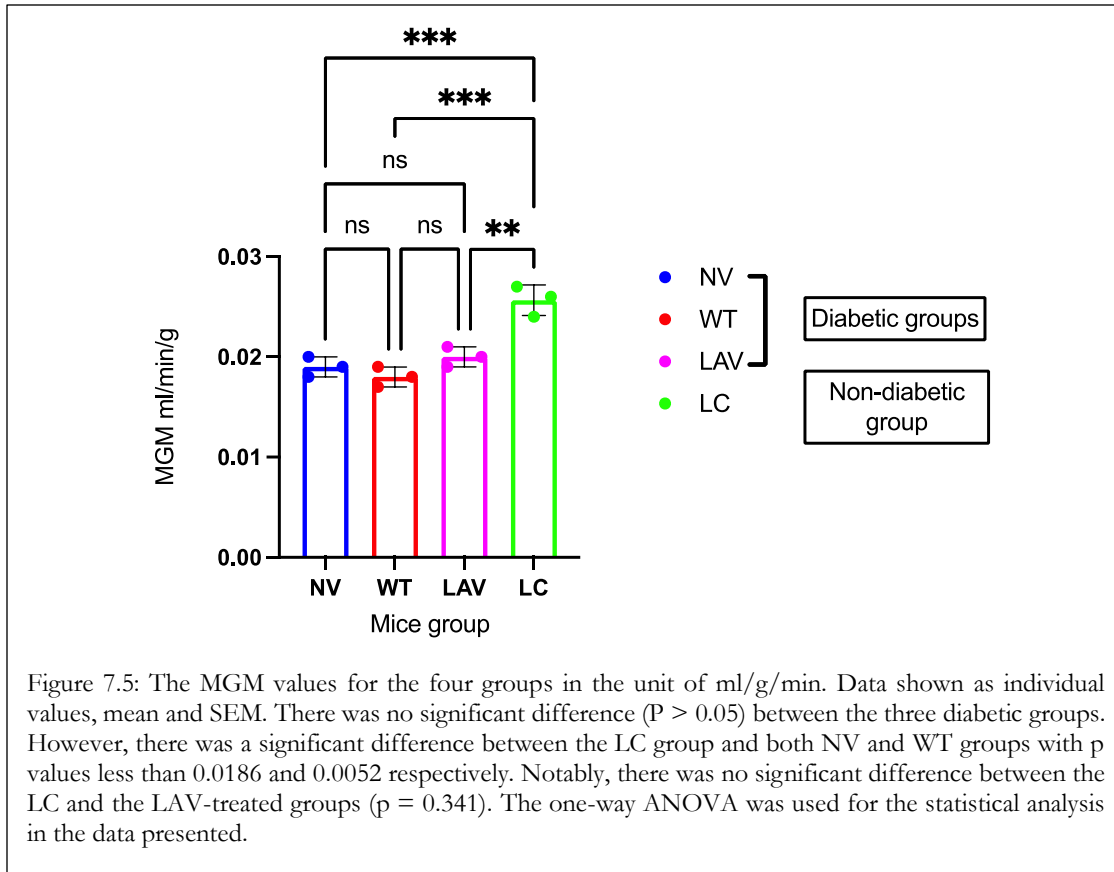 ***
***
ns
ns
ns
**
0.03
0.02
0.01
0.00
MGM ml/min/g
NV
WT
LAV
LC
Mice group
NV
WT
LAV
LC
Diabetic groups
Non-diabetic
group
Figure 7.5: The MGM values for the four groups in the unit of ml/g/min. Data shown as individual
values, mean and SEM. There was no significant difference (P > 0.05) between the three diabetic groups.
However, there was a significant difference between the LC group and both NV and WT groups with p
values less than 0.0186 and 0.0052 respectively. Notably, there was no significant difference between the
LC and the LAV-treated groups (p = 0.341). The one-way ANOVA was used for the statistical analysis
in the data presented.